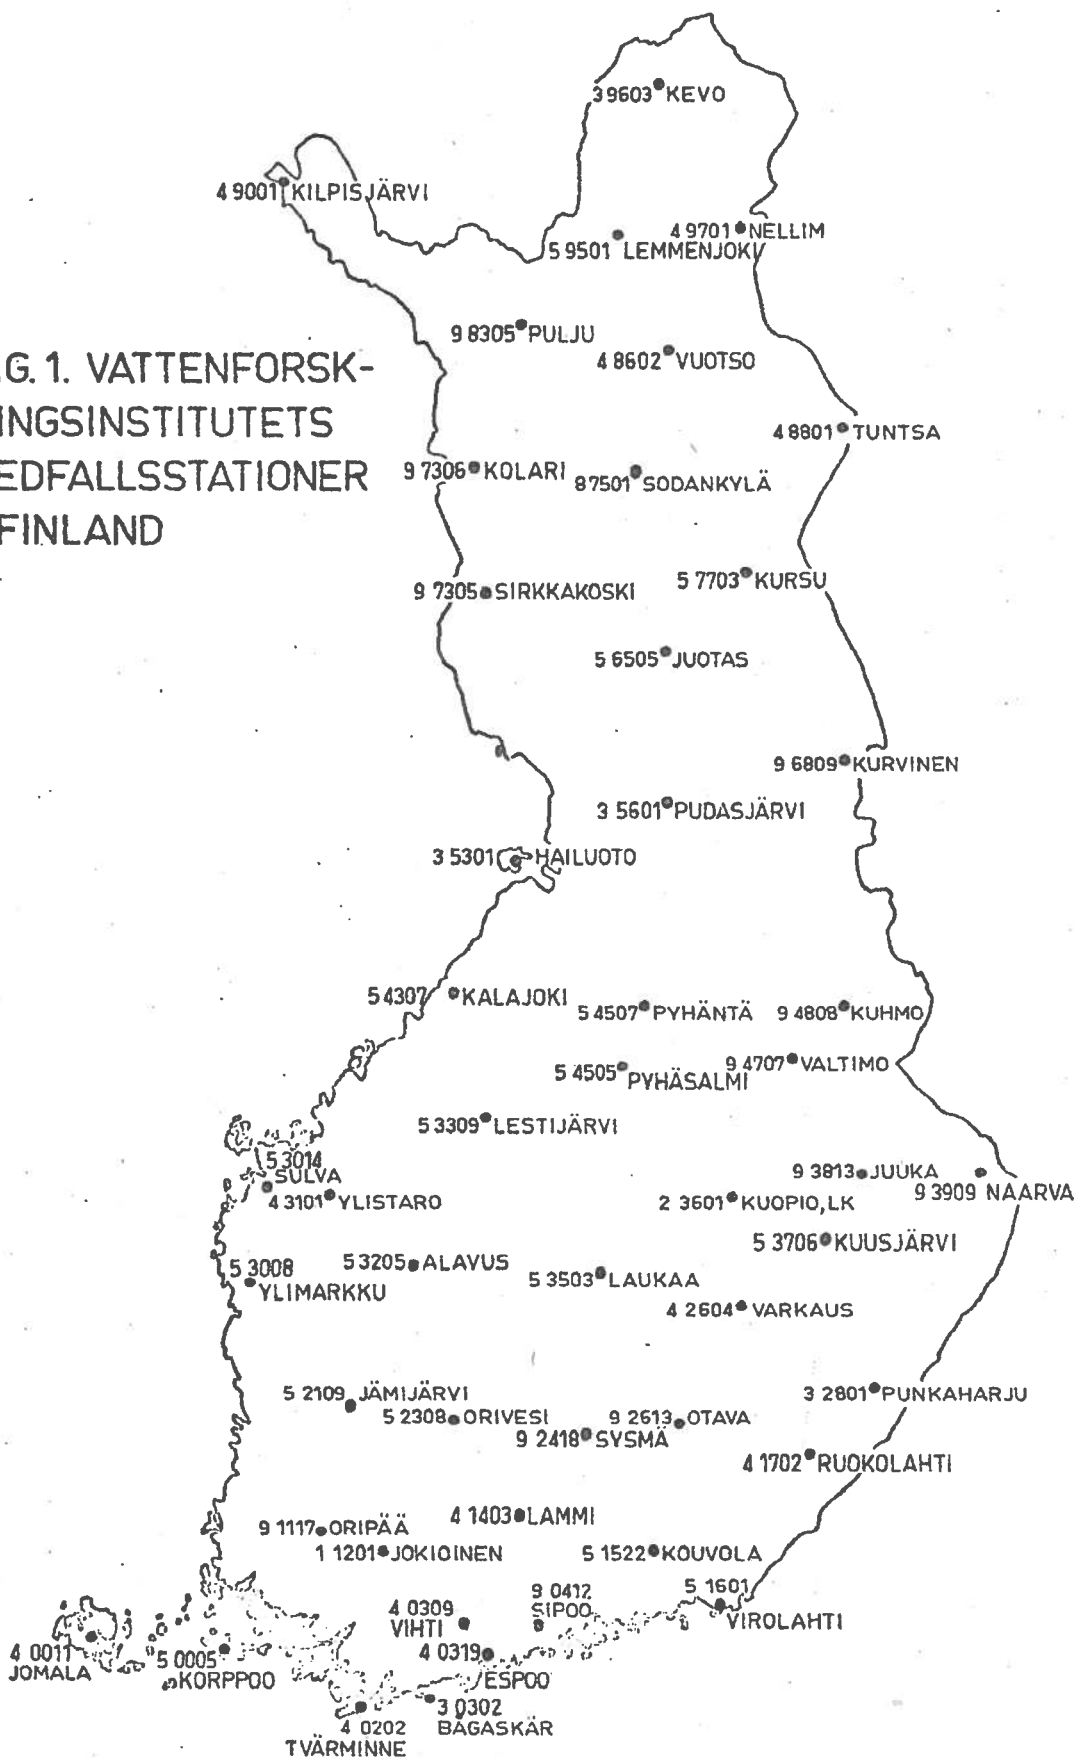 .G. 1. VATTENFORSK-
INGSINSTITUTETS
EDFALLSSTATIONER
FINLAND
3 9603 KEVO
4 9001 KILPISJÄRVI
4 9701 NELLIM
5 9501 LEMMENJOKI
9 8305 PULJU
4 8602 VUOTSO
4 8801 TUNTSA
9 7306 KOLARI
8 7501 SODANKYLÄ
5 7703 KURSU
9 7305 SIRKKAKOSKI
5 6505 JUOTAS
9 6809 KURVINEN
3 5601 PUDASJÄRVI
3 5301 HAILUOTO
5 4307 KALAJOKI
5 4507 PYHÄNTÄ
9 4808 KUHMO
9 4707 VALTIMO
5 4505 PYHÄSALMI
5 3309 LESTIJÄRVI
5 3014
SULVA
9 3813 JUUKA
9 3909 NAARVA
4 3101 YLISTARO
2 3601 KUOPIO, LK
5 3706 KUUSJÄRVI
5 3205 ALAVUS
5 3008
YLIMARKKU
5 3503 LAUKAA
4 2604 VARKAUS
5 2109 JÄMIJÄRVI
3 2801 PUNKAHARJU
5 2308 ORIVESI
9 2613 OTAVA
9 2418 SYSMÄ
4 1702 RUOKOLAHTI
4 1403 LAMMI
9 1117 ORIPÄÄ
1 1201 JOKIOINEN
5 1522 KOUVOLA
5 1601
VIROLAHTI
9 0412
SIPOO
4 0309
VIHTI
4 0011
JOMALA
5 0005
KORPPOO
4 0319
ESPOO
3 0302
BÅGASKÄR
4 0202
TVÄRMINNE